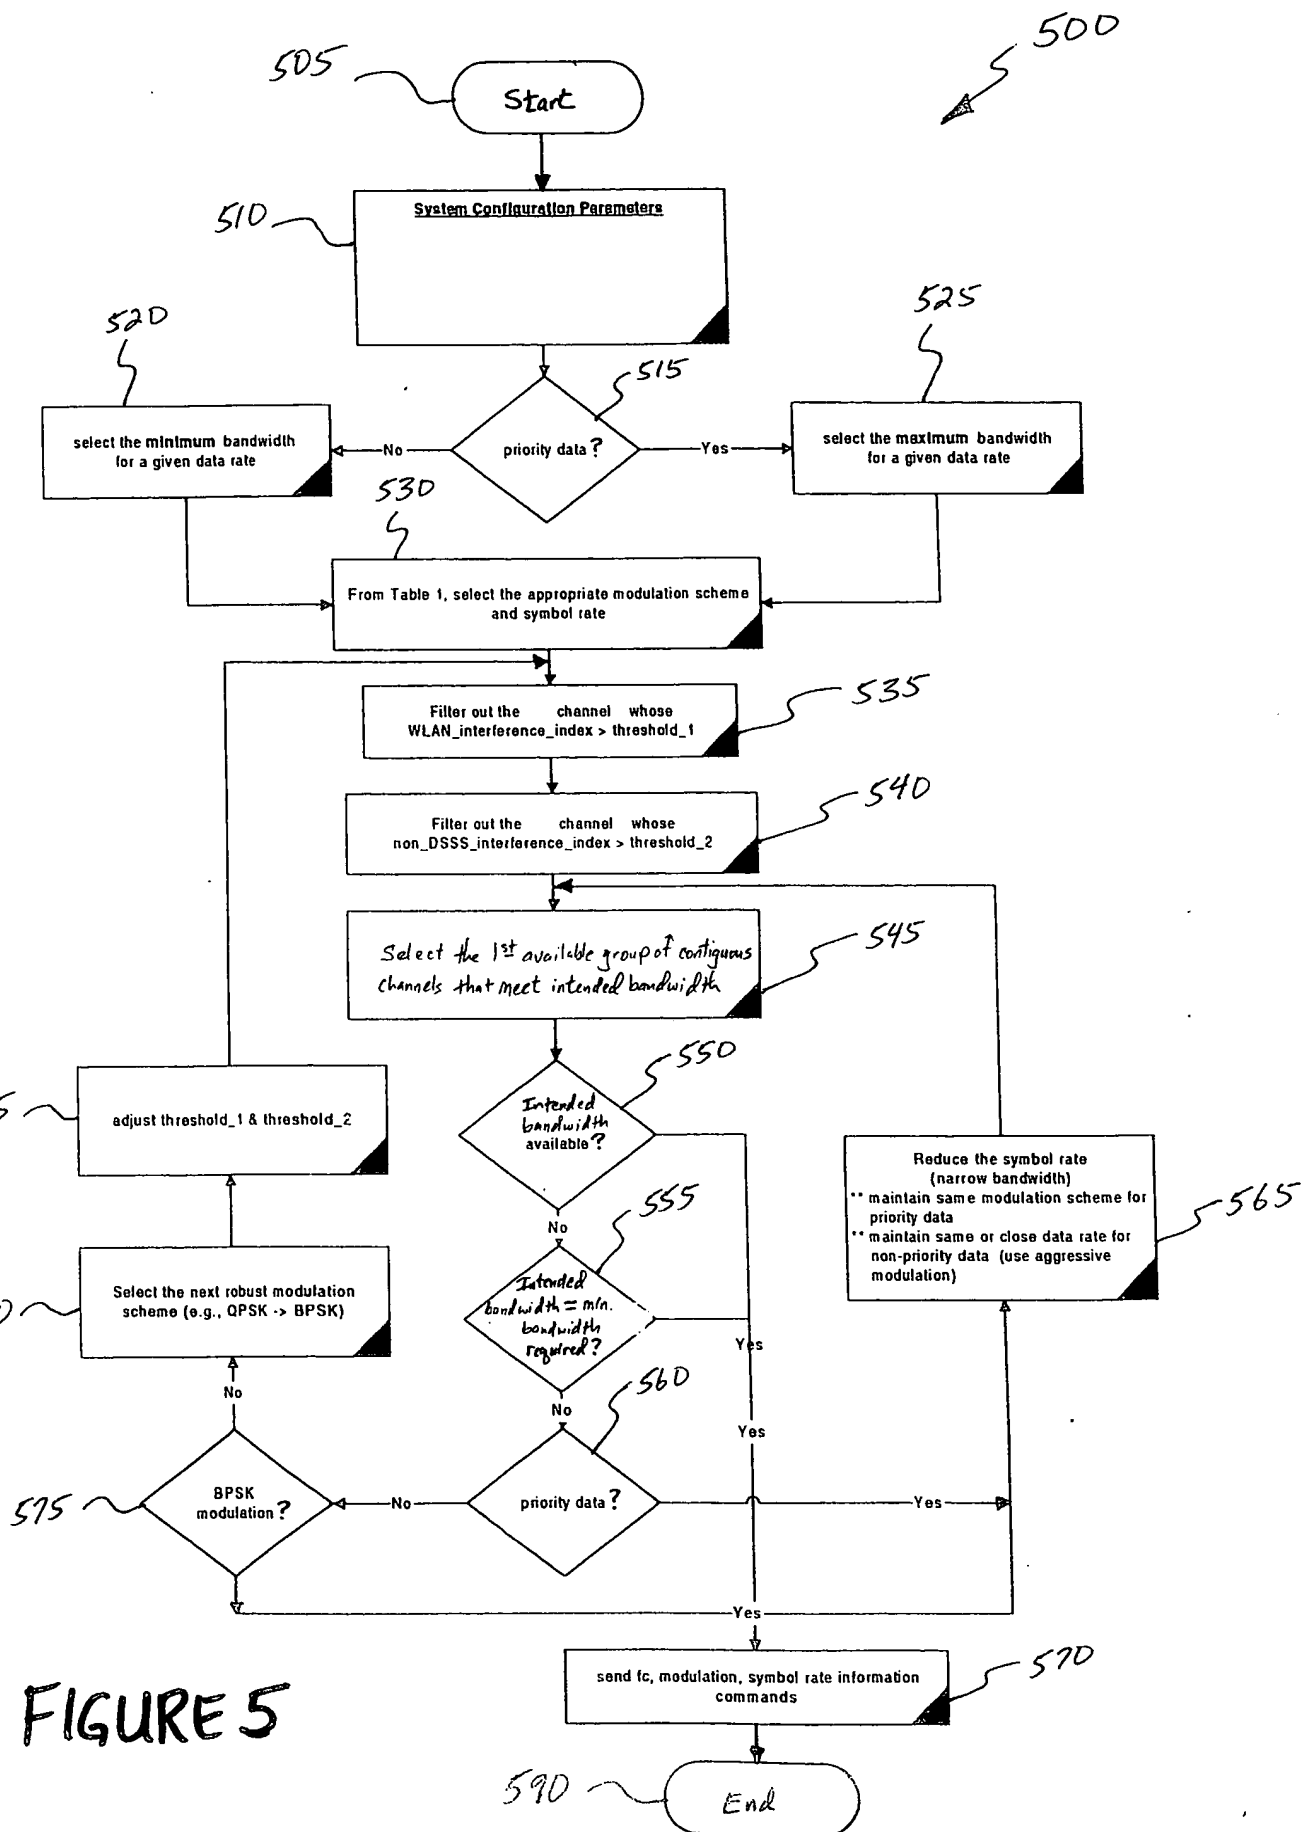 500
505
Start
510
System Configuration Parameters
520
525
515
select the minimum bandwidth
for a given data rate
No
priority data?
Yes
select the maximum bandwidth
for a given data rate
530
From Table 1, select the appropriate modulation scheme
and symbol rate
535
Filter out the channel whose
WLAN_interference_index > threshold_1
540
Filter out the channel whose
non_DSSS_interference_index > threshold_2
545
Select the 1st available group of contiguous
channels that meet intended bandwidth
550
Intended
bandwidth
available?
5
adjust threshold_1 & threshold_2
Reduce the symbol rate
(narrow bandwidth)
** maintain same modulation scheme for
priority data
** maintain same or close data rate for
non-priority data (use aggressive
modulation)
565
No
555
Select the next robust modulation
scheme (e.g., QPSK -> BPSK)
0
Intended
bandwidth = min.
bandwidth
required?
Yes
560
No
No
Yes
575
BPSK
modulation?
No
priority data?
Yes
Yes
570
send fc, modulation, symbol rate information
commands
FIGURE 5
590
End